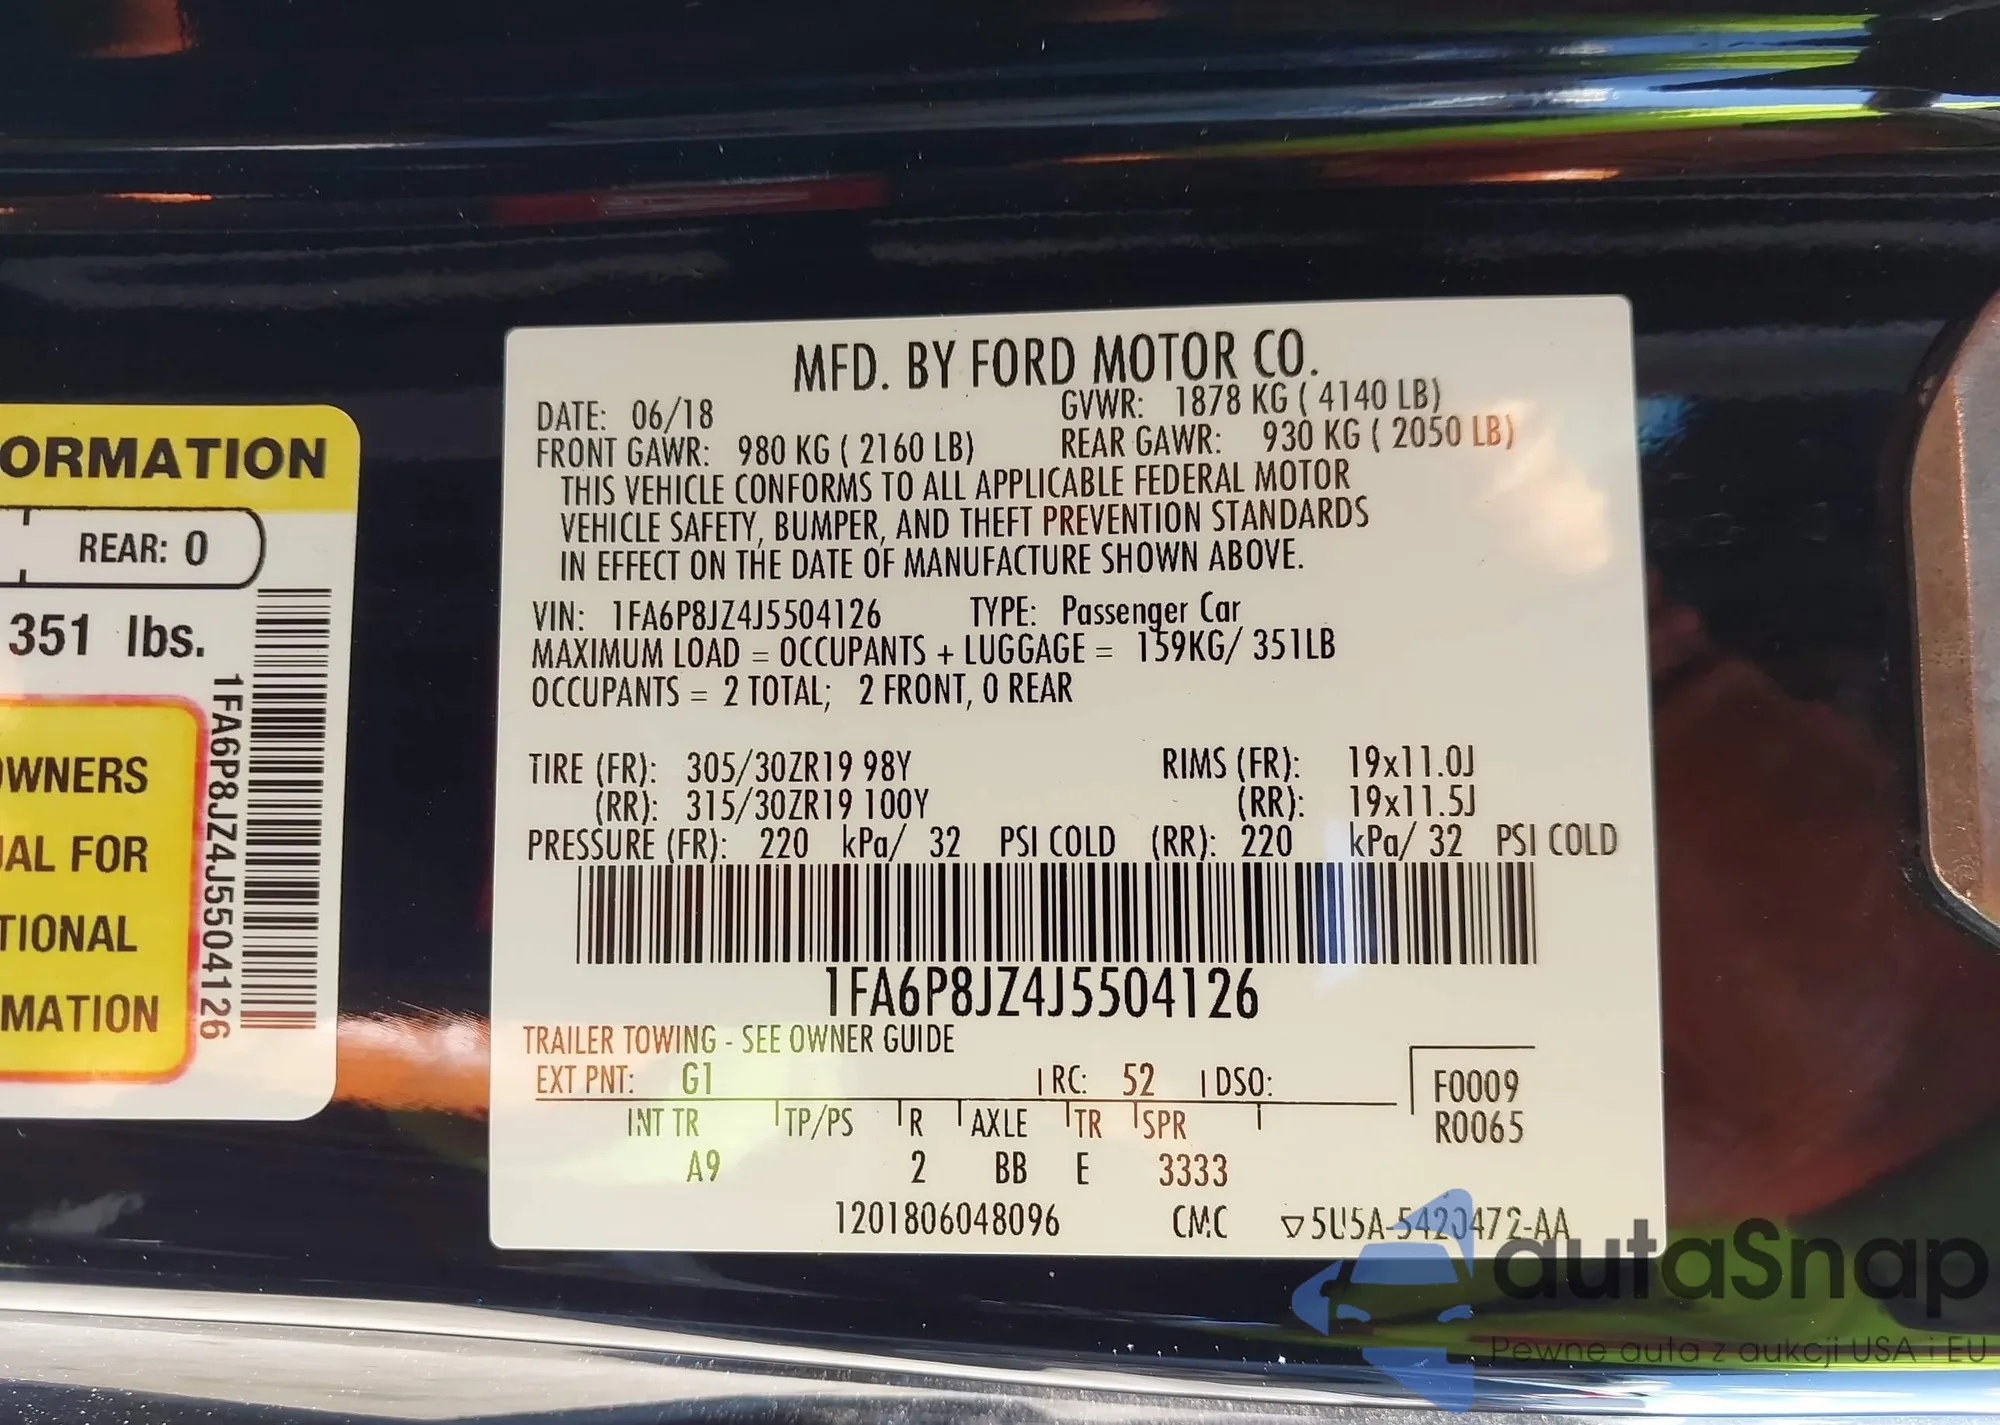 ORMATION
REAR: 0
351 lbs.
OWNERS
UAL FOR
TIONAL
MATION
1FA6P8JZ4J5504126
MFD. BY FORD MOTOR CO.
DATE: 06/18 GVWR: 1878 KG ( 4140 LB)
FRONT GAWR: 980 KG ( 2160 LB) REAR GAWR: 930 KG ( 2050 LB)
THIS VEHICLE CONFORMS TO ALL APPLICABLE FEDERAL MOTOR
VEHICLE SAFETY, BUMPER, AND THEFT PREVENTION STANDARDS
IN EFFECT ON THE DATE OF MANUFACTURE SHOWN ABOVE.
VIN: 1FA6P8JZ4J5504126 TYPE: Passenger Car
MAXIMUM LOAD = OCCUPANTS + LUGGAGE = 159KG/ 351LB
OCCUPANTS = 2 TOTAL; 2 FRONT, 0 REAR
TIRE (FR): 305/30ZR19 98Y RIMS (FR): 19x11.0J
(RR): 315/30ZR19 100Y (RR): 19x11.5J
PRESSURE (FR): 220 kPa/ 32 PSI COLD (RR): 220 kPa/ 32 PSI COLD
1FA6P8JZ4J5504126
TRAILER TOWING - SEE OWNER GUIDE
EXT PNT: G1 RC: 52 DSO: F0009
INT TR TP/PS R AXLE TR SPR R0065
A9 2 BB E 3333
1201806048096 CMC ▽5U5A-5420472-AA
autaSnap
Pewne auta z aukcji USA i EU